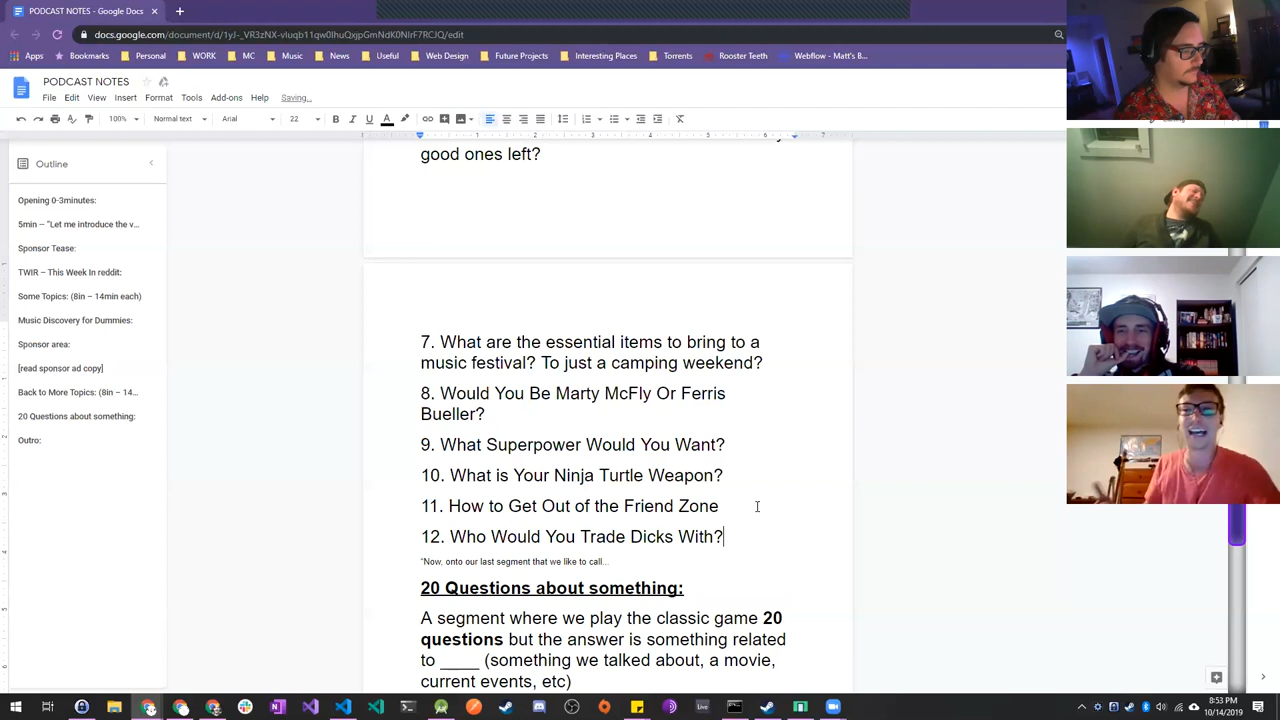 PODCAST NOTES - Google Docs
docs.google.com/document/d/1yJ-_VR3zNX-vIuqb11qw0lhuQxjpGmNdK0NIrF7RCJQ/edit
Apps Bookmarks Personal WORK MC Music News Useful Web Design Future Projects Interesting Places Torrents Rooster Teeth Webflow - Matt's B...
PODCAST NOTES
File Edit View Insert Format Tools Add-ons Help Saving...
100% Normal text Arial 22 B I U A
Outline
Opening 0-3minutes:
5min – "Let me introduce the v...
Sponsor Tease:
TWIR – This Week In reddit:
Some Topics: (8in – 14min each)
Music Discovery for Dummies:
Sponsor area:
[read sponsor ad copy]
Back to More Topics: (8in – 14...
20 Questions about something:
Outro:
good ones left?
7. What are the essential items to bring to a
music festival? To just a camping weekend?
8. Would You Be Marty McFly Or Ferris
Bueller?
9. What Superpower Would You Want?
10. What is Your Ninja Turtle Weapon?
11. How to Get Out of the Friend Zone
12. Who Would You Trade Dicks With?
"Now, onto our last segment that we like to call...
20 Questions about something:
A segment where we play the classic game 20
questions but the answer is something related
to ____ (something we talked about, a movie,
current events, etc)
8:53 PM
10/14/2019